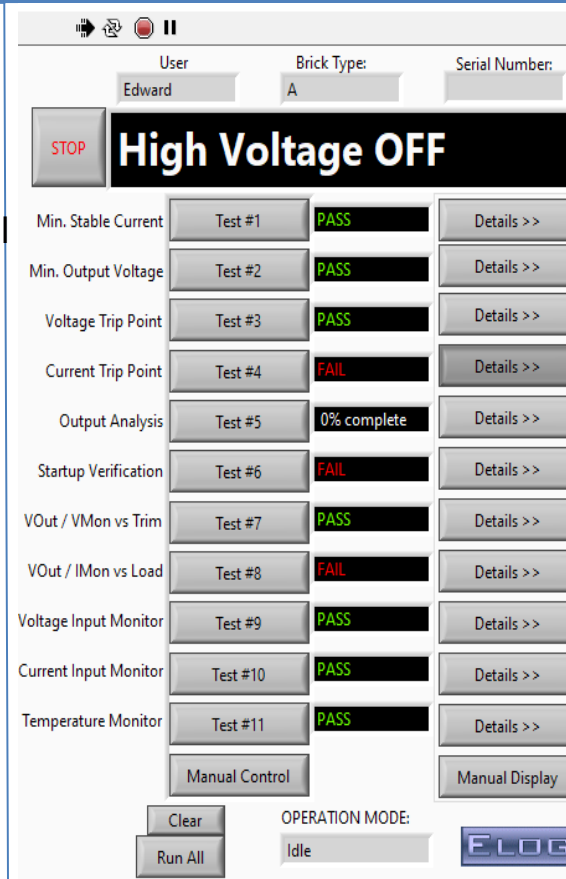 User Brick Type: Serial Number:
Edward A
STOP High Voltage OFF
Min. Stable Current Test #1 PASS Details >>
Min. Output Voltage Test #2 PASS Details >>
Voltage Trip Point Test #3 PASS Details >>
Current Trip Point Test #4 FAIL Details >>
Output Analysis Test #5 0% complete Details >>
Startup Verification Test #6 FAIL Details >>
VOut / VMon vs Trim Test #7 PASS Details >>
VOut / IMon vs Load Test #8 FAIL Details >>
Voltage Input Monitor Test #9 PASS Details >>
Current Input Monitor Test #10 PASS Details >>
Temperature Monitor Test #11 PASS Details >>
Manual Control Manual Display
Clear OPERATION MODE:
Run All Idle ELOG